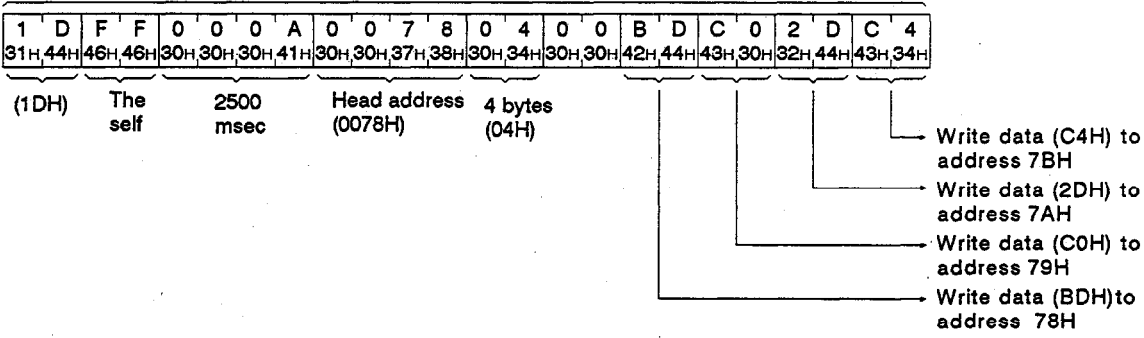 1 D F F 0 0 0 A 0 0 7 8 0 4 0 0 B D C 0 2 D C 4
31H 44H 46H 46H 30H 30H 30H 41H 30H 30H 37H 38H 30H 34H 30H 30H 42H 44H 43H 30H 32H 44H 43H 34H
(1DH)
The
self
2500
msec
Head address
(0078H)
4 bytes
(04H)
Write data (C4H) to
address 7BH
Write data (2DH) to
address 7AH
Write data (C0H) to
address 79H
Write data (BDH)to
address 78H